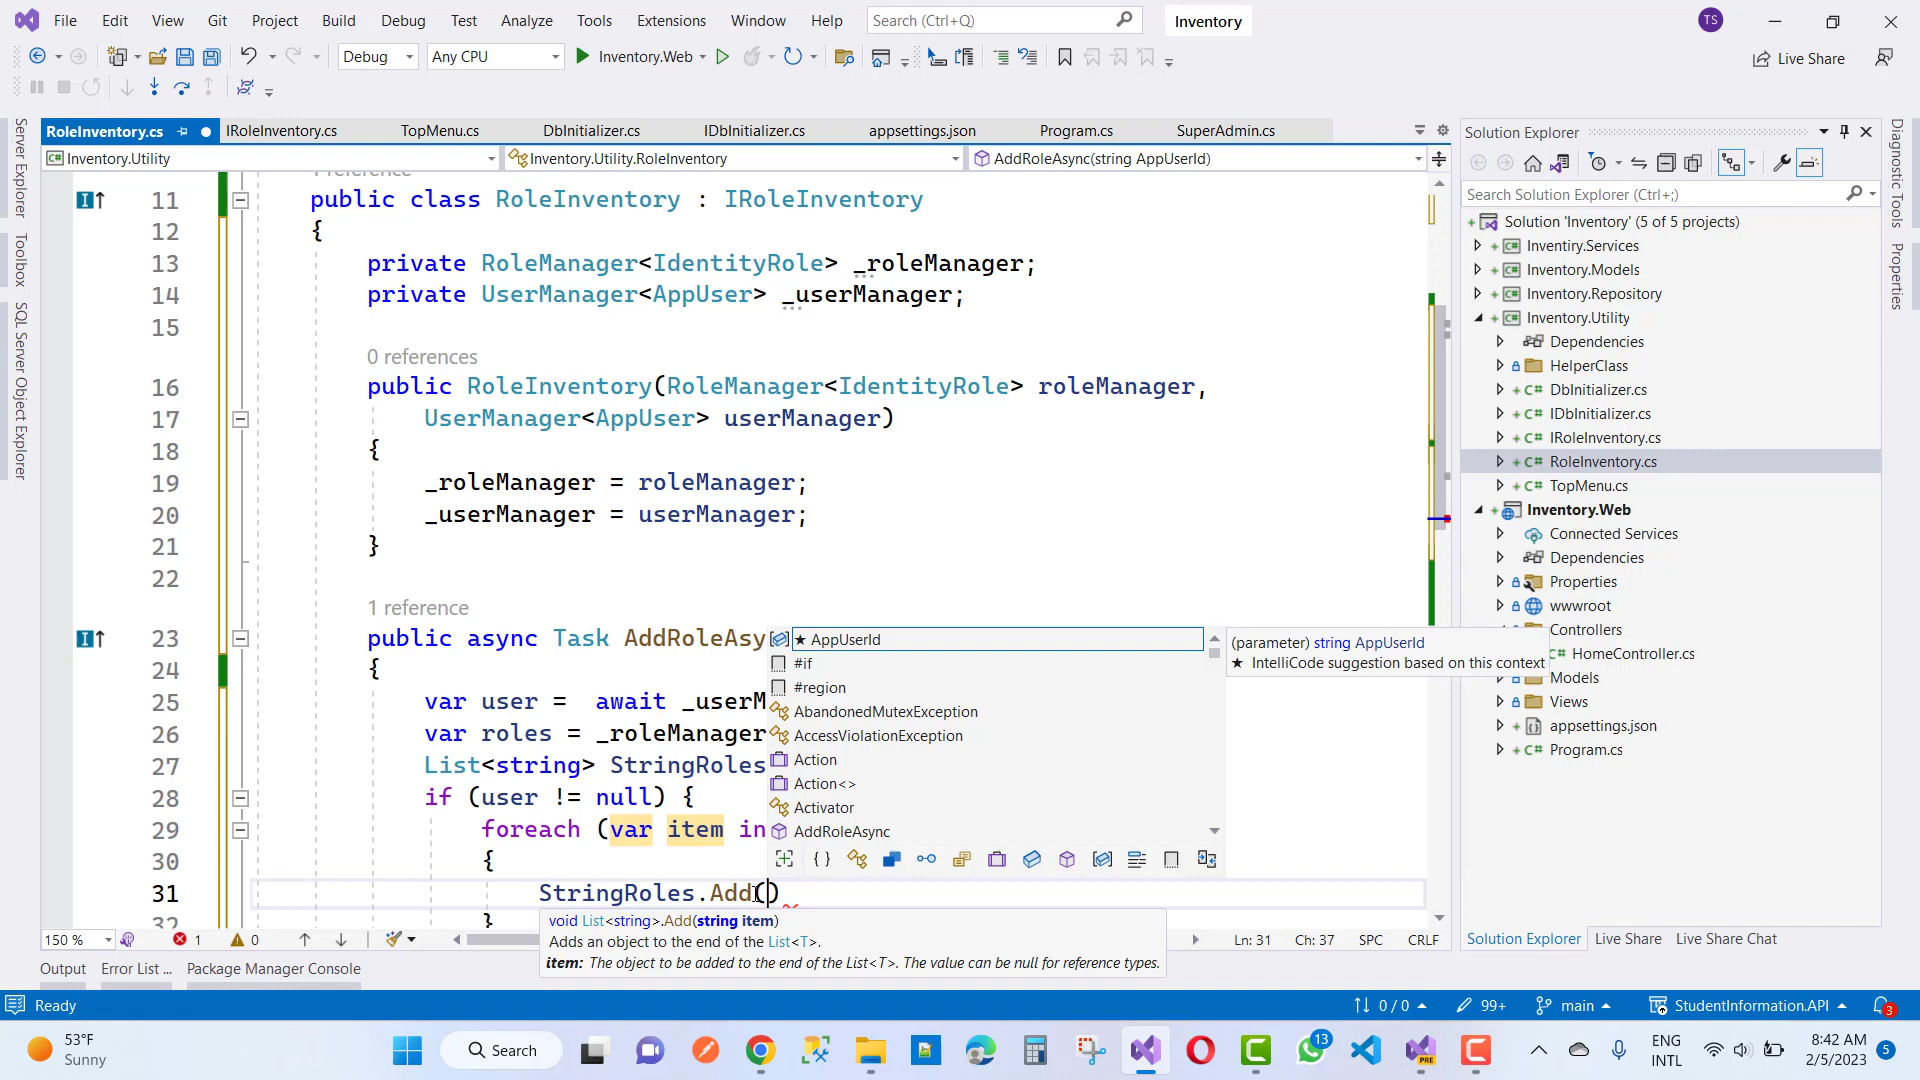 File Edit View Git Project Build Debug Test Analyze Tools Extensions Window Help Search (Ctrl+Q) Inventory TS
Debug Any CPU Inventory.Web Live Share
RoleInventory.cs IRoleInventory.cs TopMenu.cs DbInitializer.cs IDbInitializer.cs appsettings.json Program.cs SuperAdmin.cs
Inventory.Utility Inventory.Utility.RoleInventory AddRoleAsync(string AppUserId)
Server Explorer
Toolbox
SQL Server Object Explorer
11 public class RoleInventory : IRoleInventory
12 {
13 private RoleManager<IdentityRole> _roleManager;
14 private UserManager<AppUser> _userManager;
15
0 references
16 public RoleInventory(RoleManager<IdentityRole> roleManager,
17 UserManager<AppUser> userManager)
18 {
19 _roleManager = roleManager;
20 _userManager = userManager;
21 }
22
1 reference
23 public async Task AddRoleAsy
24 {
25 var user = await _userM
26 var roles = _roleManager
27 List<string> StringRoles
28 if (user != null) {
29 foreach (var item in
30 {
31 StringRoles.Add()
32 }
★ AppUserId
#if
#region
AbandonedMutexException
AccessViolationException
Action
Action<>
Activator
AddRoleAsync
(parameter) string AppUserId
★ IntelliCode suggestion based on this context
void List<string>.Add(string item)
Adds an object to the end of the List<T>.
item: The object to be added to the end of the List<T>. The value can be null for reference types.
150 % 1 0 Ln: 31 Ch: 37 SPC CRLF
Output Error List ... Package Manager Console
Solution Explorer
Search Solution Explorer (Ctrl+;)
Solution 'Inventory' (5 of 5 projects)
Inventiry.Services
Inventory.Models
Inventory.Repository
Inventory.Utility
Dependencies
HelperClass
DbInitializer.cs
IDbInitializer.cs
IRoleInventory.cs
RoleInventory.cs
TopMenu.cs
Inventory.Web
Connected Services
Dependencies
Properties
wwwroot
Controllers
HomeController.cs
Models
Views
appsettings.json
Program.cs
Solution Explorer Live Share Live Share Chat
Diagnostic Tools
Properties
Ready 0 / 0 99+ main StudentInformation.API 3
53°F
Sunny
Search
13
PRE
ENG
INTL
8:42 AM
2/5/2023
5